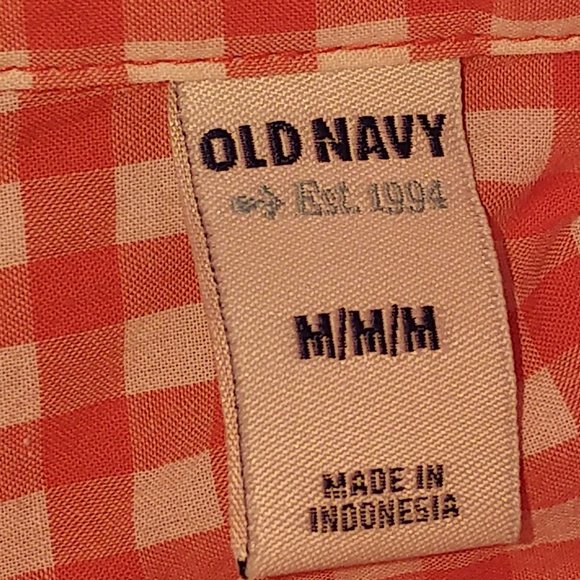 OLD NAVY
Est. 1994
M/M/M
MADE IN
INDONESIA